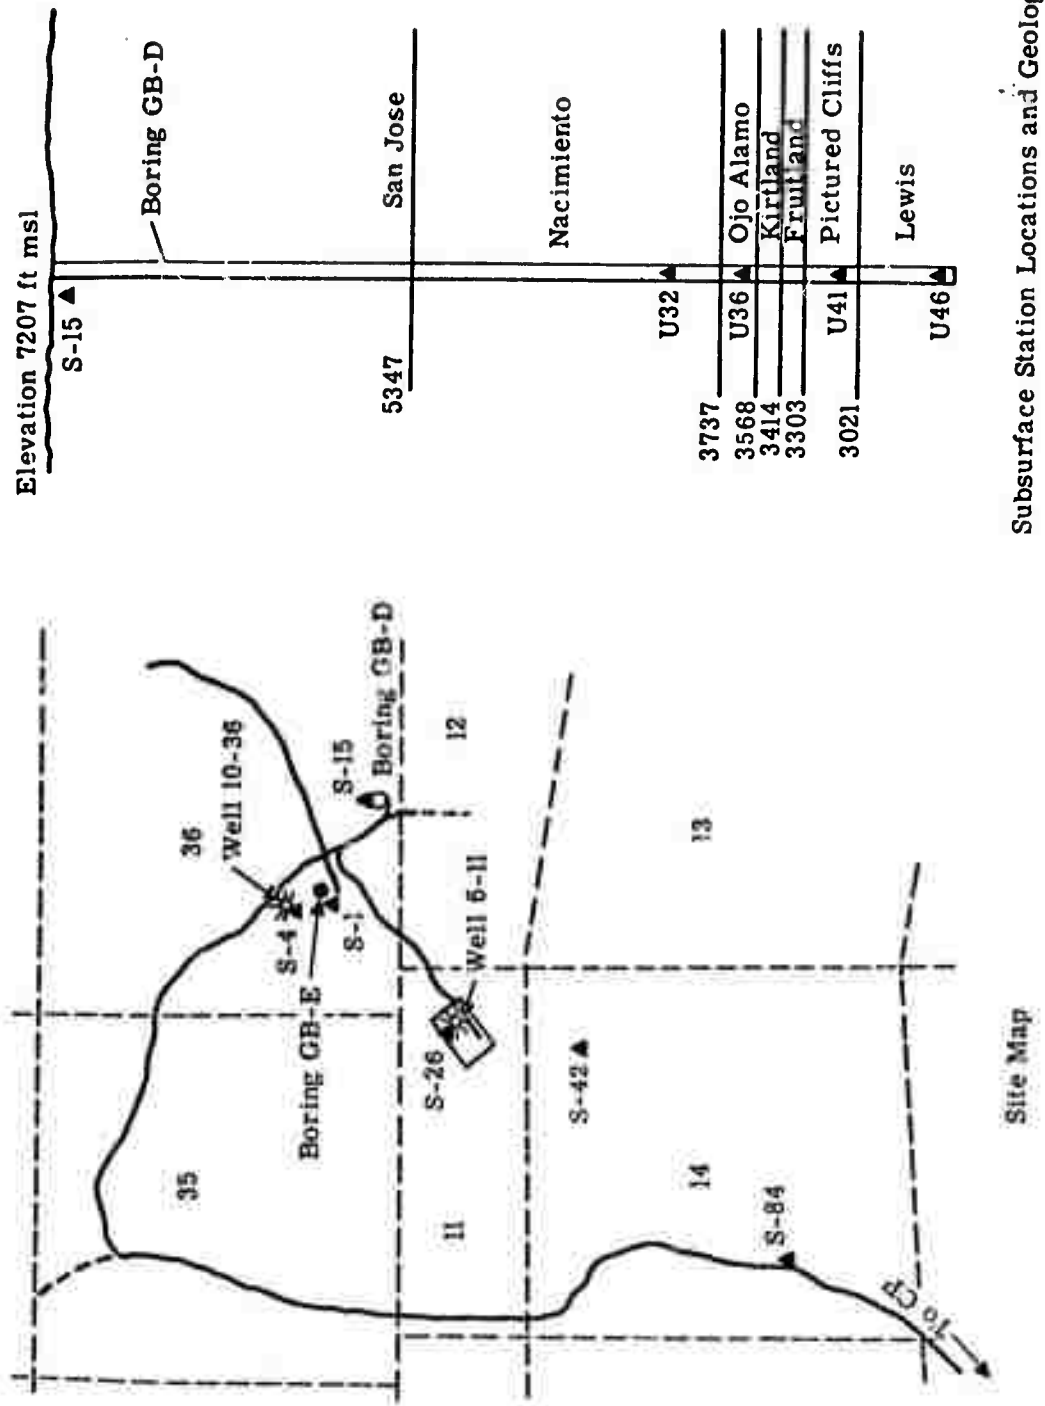 Elevation 7207 ft msl
S-15
Boring GB-D
5347
San Jose
Nacimiento
U32
3737
U36
Ojo Alamo
3568
Kirtland
3414
Fruitland
3303
U41
Pictured Cliffs
3021
Lewis
U46
Subsurface Station Locations and
36
Well 10-36
S-15
Boring GB-D
S-4
S-1
Boring GB-E
35
12
Well 6-11
S-26
11
S-42
13
14
S-84
To CP
Site Map